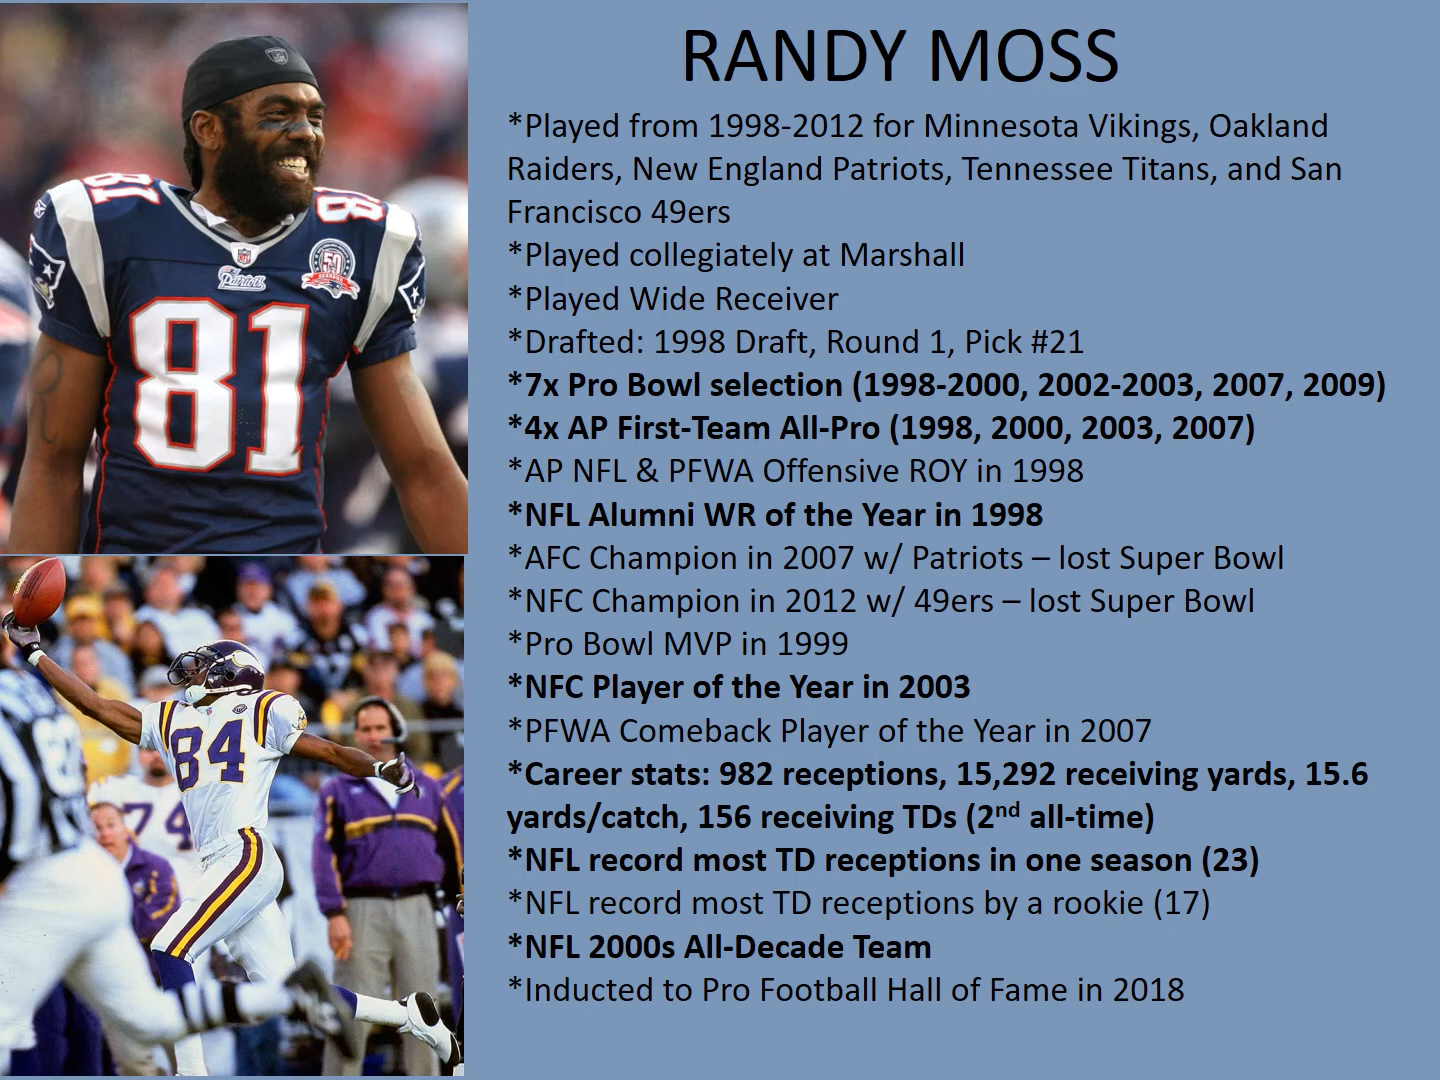 RANDY MOSS
*Played from 1998-2012 for Minnesota Vikings, Oakland
Raiders, New England Patriots, Tennessee Titans, and San
Francisco 49ers
*Played collegiately at Marshall
*Played Wide Receiver
*Drafted: 1998 Draft, Round 1, Pick #21
*7x Pro Bowl selection (1998-2000, 2002-2003, 2007, 2009)
*4x AP First-Team All-Pro (1998, 2000, 2003, 2007)
*AP NFL & PFWA Offensive ROY in 1998
*NFL Alumni WR of the Year in 1998
*AFC Champion in 2007 w/ Patriots – lost Super Bowl
*NFC Champion in 2012 w/ 49ers – lost Super Bowl
*Pro Bowl MVP in 1999
*NFC Player of the Year in 2003
*PFWA Comeback Player of the Year in 2007
*Career stats: 982 receptions, 15,292 receiving yards, 15.6
yards/catch, 156 receiving TDs (2nd all-time)
*NFL record most TD receptions in one season (23)
*NFL record most TD receptions by a rookie (17)
*NFL 2000s All-Decade Team
*Inducted to Pro Football Hall of Fame in 2018
81
81
NFL
Patriots
50
81
84
74